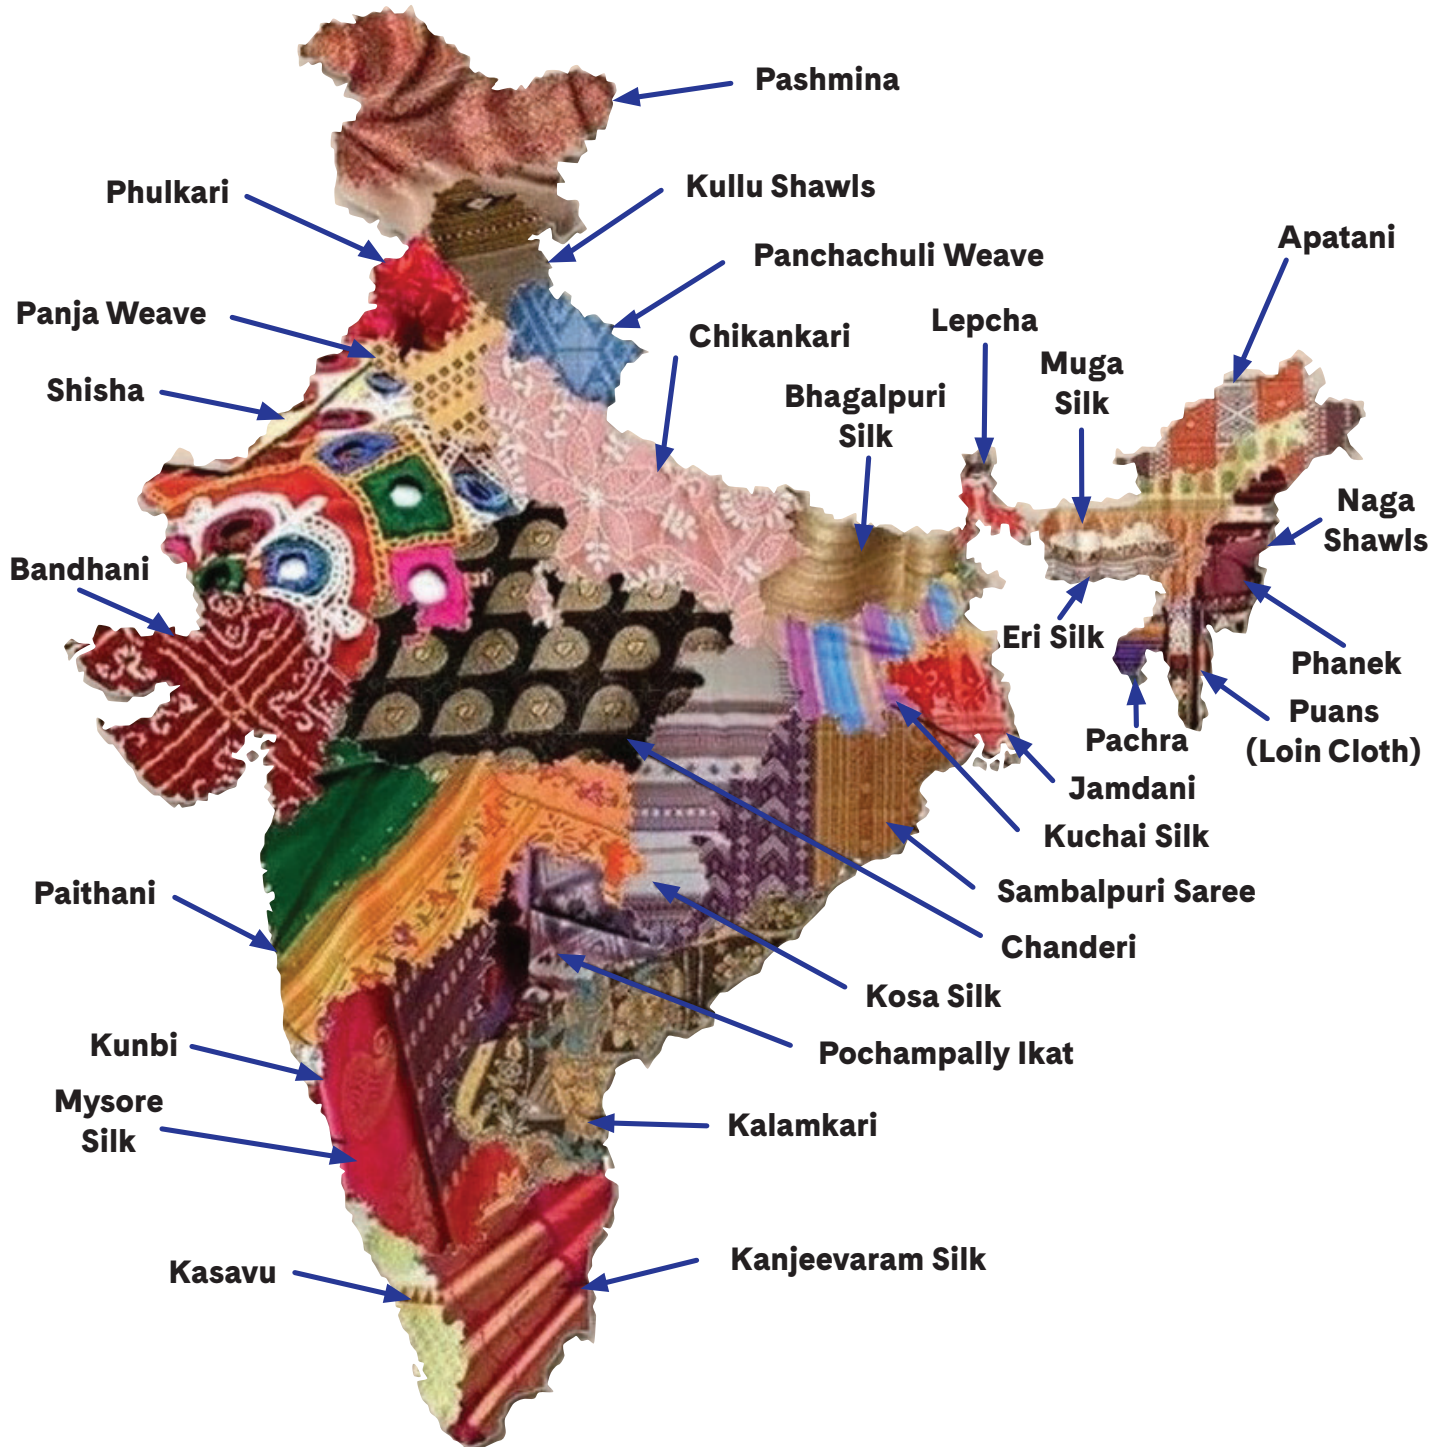 Pashmina
Phulkari
Kullu Shawls
Apatani
Panchachuli Weave
Panja Weave
Lepcha
Chikankari
Muga
Silk
Shisha
Bhagalpuri
Silk
Naga
Shawls
Bandhani
Eri Silk
Phanek
Puans
(Loin Cloth)
Pachra
Jamdani
Kuchai Silk
Sambalpuri Saree
Paithani
Chanderi
Kosa Silk
Kunbi
Pochampally Ikat
Mysore
Silk
Kalamkari
Kasavu
Kanjeevaram Silk